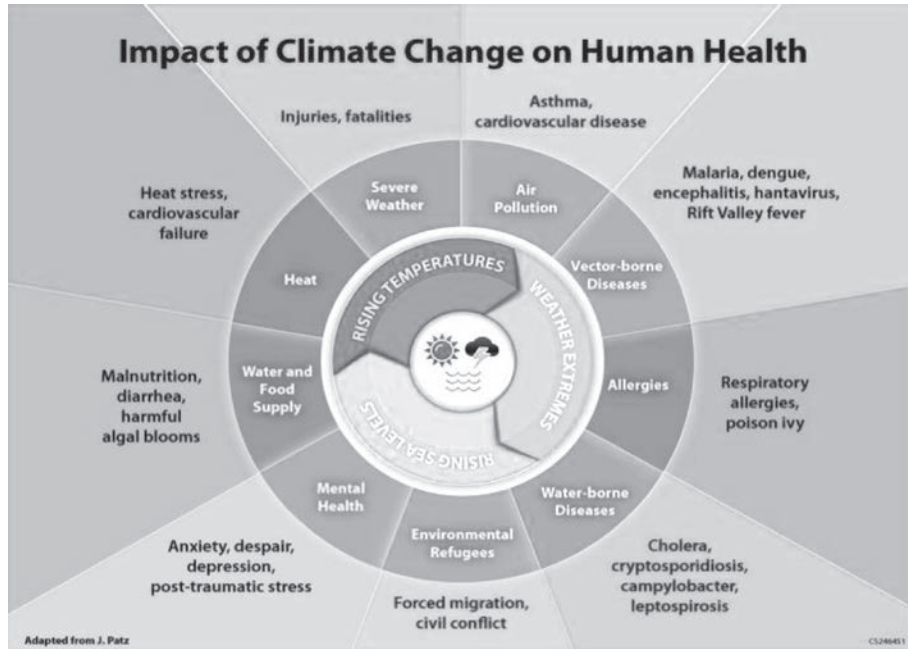 Impact of Climate Change on Human Health
Injuries, fatalities
Asthma,
cardiovascular disease
Heat stress,
cardiovascular
failure
Malaria, dengue,
encephalitis, hantavirus,
Rift Valley fever
Severe
Weather
Air
Pollution
Heat
Vector-borne
Diseases
RISING TEMPERATURES
WEATHER EXTREMES
RISING SEA LEVELS
Malnutrition,
diarrhea,
harmful
algal blooms
Water and
Food
Supply
Allergies
Respiratory
allergies,
poison ivy
Mental
Health
Environmental
Refugees
Water-borne
Diseases
Anxiety, despair,
depression,
post-traumatic stress
Forced migration,
civil conflict
Cholera,
cryptosporidiosis,
campylobacter,
leptospirosis
Adapted from J. Patz
CS246451